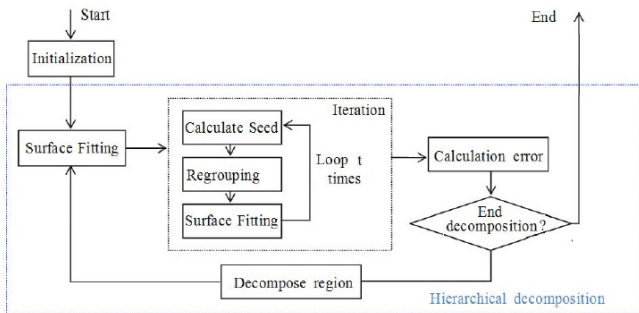 Start
End
Initialization
Iteration
Calculate Seed
Surface Fitting
Loop t
times
Calculation error
Regrouping
Surface Fitting
End
decomposition?
Decompose region
Hierarchical decomposition